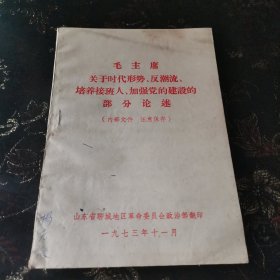 毛主席
关于时代形势、反潮流、
培养接班人、加强党的建設的
部分论述
（内部文件 注意保存）
山东省聊城地区革命委员会政治部翻印
一九七三年十一月